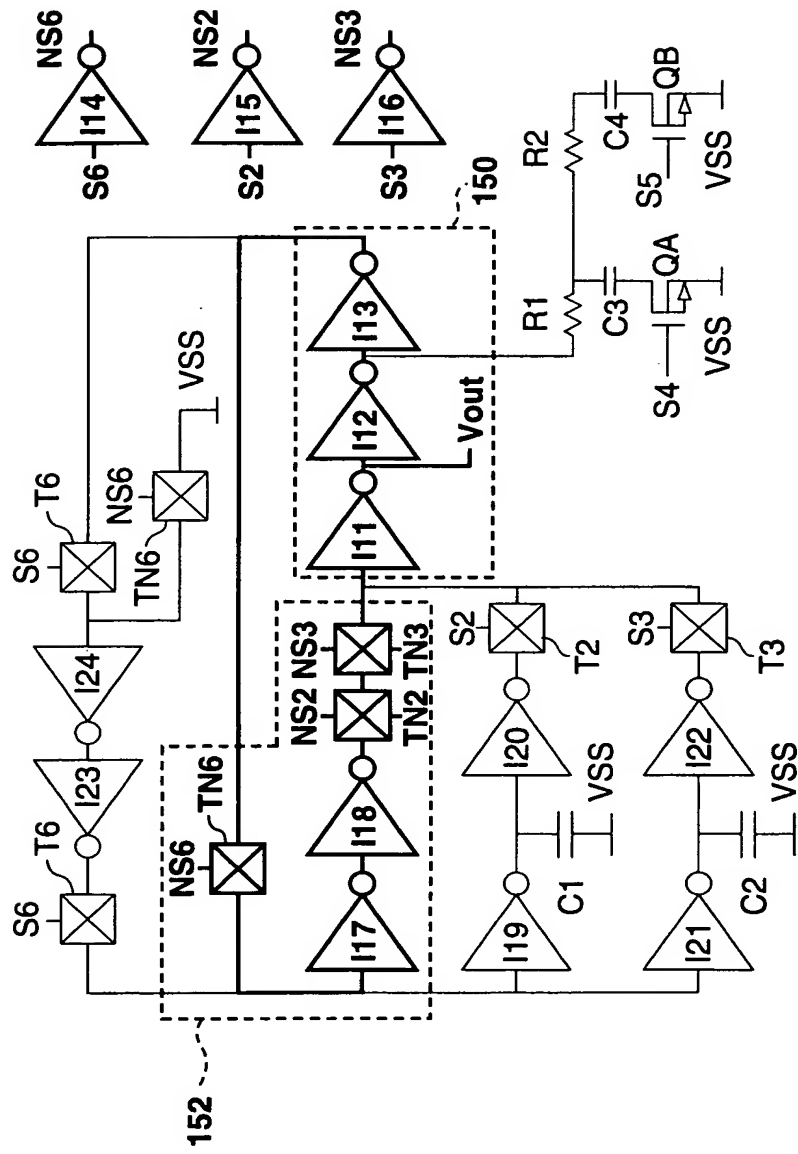 S6 I14 NS6
S2 I15 NS2
S3 I16 NS3
S6 T6 S6 T6
I23 I24
NS6 TN6 VSS
NS6 TN6
152
I17 I18
NS2 NS3
TN2 TN3
I11 I12 I13
Vout
150
R1 R2
C3 C4
S4 QA S5 QB
VSS VSS
I19 I20 S2
C1 VSS T2
I21 I22 S3
C2 VSS T3